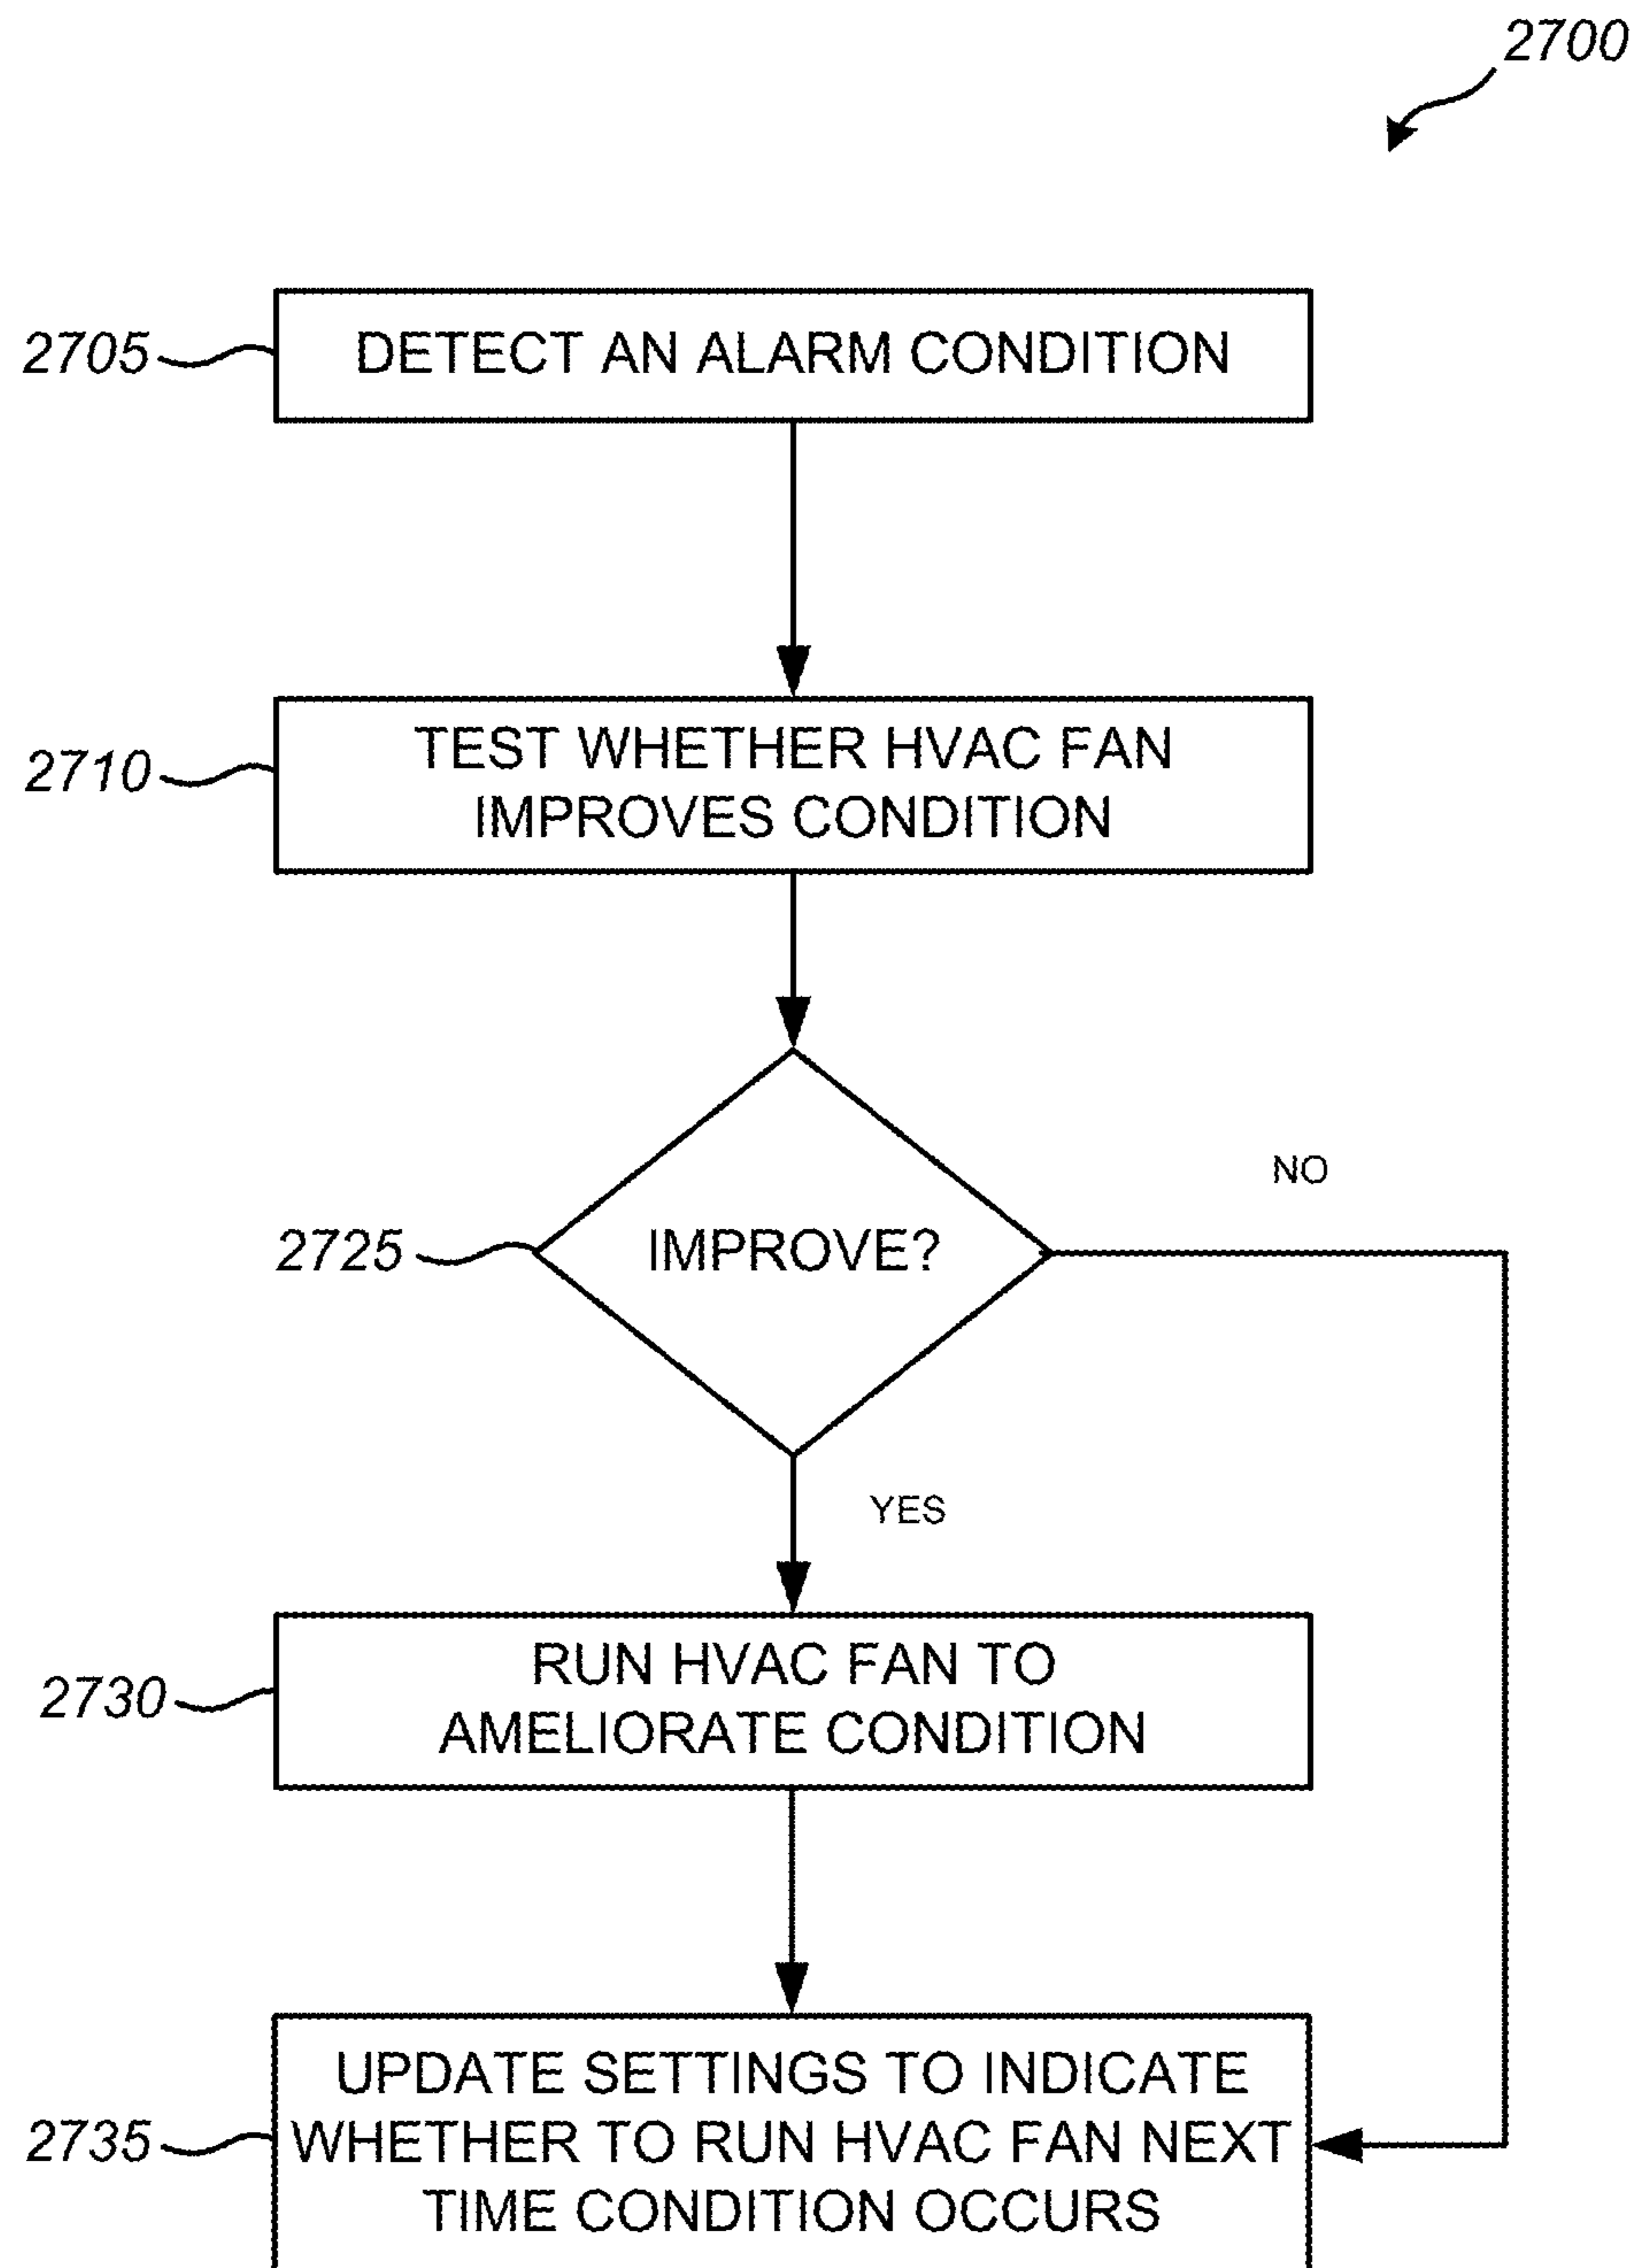 2700
2705
DETECT AN ALARM CONDITION
2710
TEST WHETHER HVAC FAN
IMPROVES CONDITION
2725
IMPROVE?
NO
YES
2730
RUN HVAC FAN TO
AMELIORATE CONDITION
2735
UPDATE SETTINGS TO INDICATE
WHETHER TO RUN HVAC FAN NEXT
TIME CONDITION OCCURS